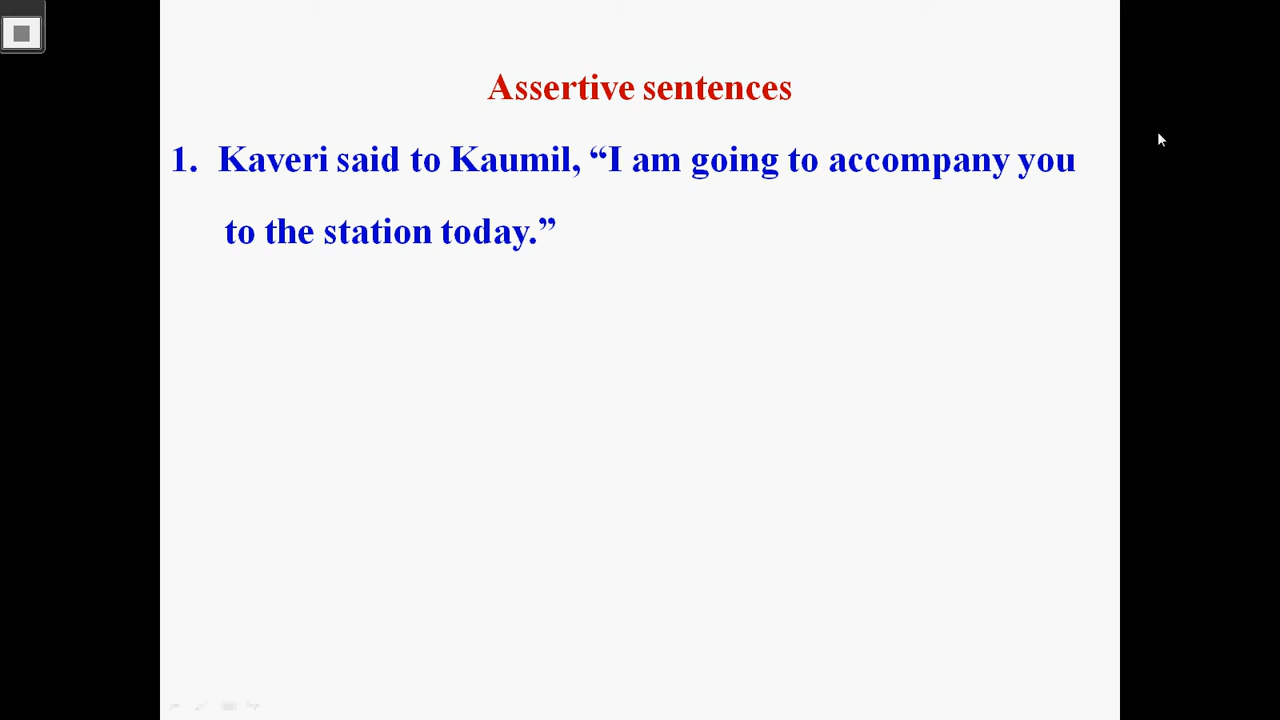 Assertive sentences
1. Kaveri said to Kaumil, “I am going to accompany you
to the station today.”